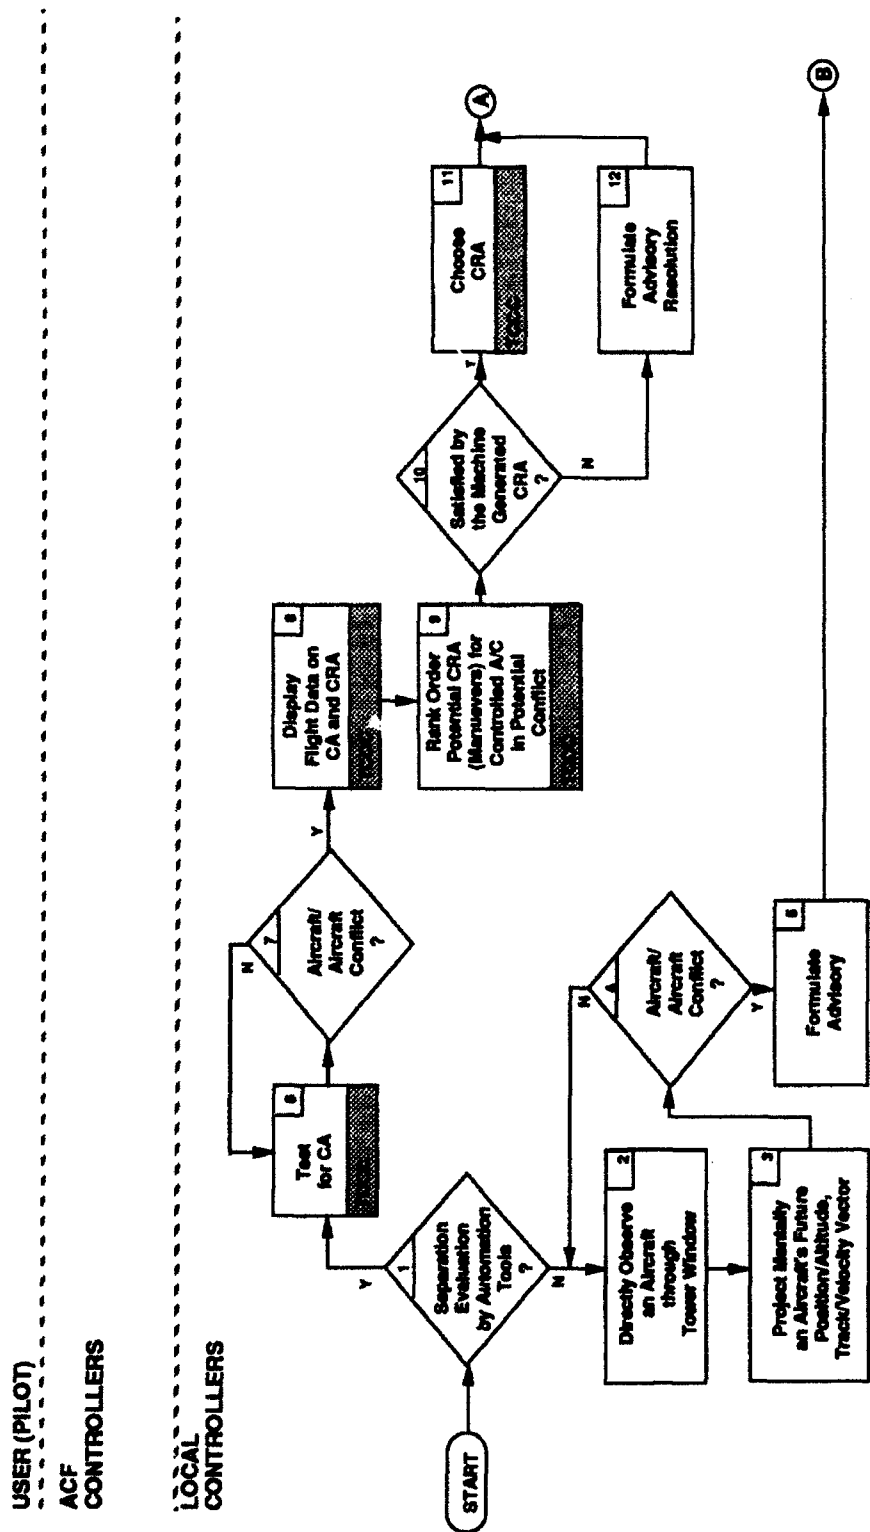 USER (PILOT)
ACF
CONTROLLERS
LOCAL
CONTROLLERS
START
1
Separation
Evaluation
by Automation
Tools
?
Y
N
2
Directly Observe
an Aircraft
through
Tower Window
3
Project Mentally
an Aircraft's Future
Position/Altitude,
Track/Velocity Vector
4
Aircraft/
Aircraft
Conflict
?
N
Y
5
Formulate
Advisory
B
6
Test
for CA
7
Aircraft/
Aircraft
Conflict
?
N
Y
8
Display
Flight Data on
CA and CRA
9
Rank Order
Potential CRA
(Manuevers) for
Controlled A/C
in Potential
Conflict
10
Satisfied by
the Machine
Generated
CRA
?
Y
N
11
Choose
CRA
TCCC
12
Formulate
Advisory
Resolution
A